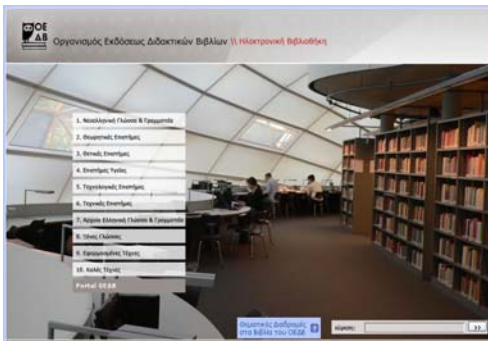 ΟΕ
ΔΒ
Οργανισμός Εκδόσεως Διδακτικών Βιβλίων \\ Ηλεκτρονική Βιβλιοθήκη
1. Νεοελληνική Γλώσσα & Γραμματεία
2. Θεωρητικές Επιστήμες
3. Θετικές Επιστήμες
4. Επιστήμες Υγείας
5. Τεχνολογικές Επιστήμες
6. Τεχνικές Επιστήμες
7. Αρχαία Ελληνική Γλώσσα & Γραμματεία
8. Ξένες Γλώσσες
9. Εφαρμοσμένες Τέχνες
10. Καλές Τέχνες
Portal ΟΕΔΒ
Θεματικές Διαδρομές
στα Βιβλία του ΟΕΔΒ
εύρεση:
>>